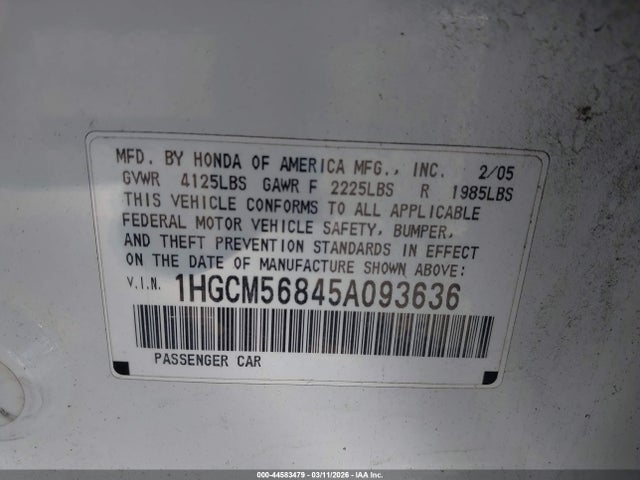 MFD. BY HONDA OF AMERICA MFG., INC. 2/05
GVWR 4125LBS GAWR F 2225LBS R 1985LBS
THIS VEHICLE CONFORMS TO ALL APPLICABLE
FEDERAL MOTOR VEHICLE SAFETY, BUMPER,
AND THEFT PREVENTION STANDARDS IN EFFECT
ON THE DATE OF MANUFACTURE SHOWN ABOVE:
V.I.N. 1HGCM56845A093636
PASSENGER CAR
000-44583479 - 03/11/2026 - IAA Inc.